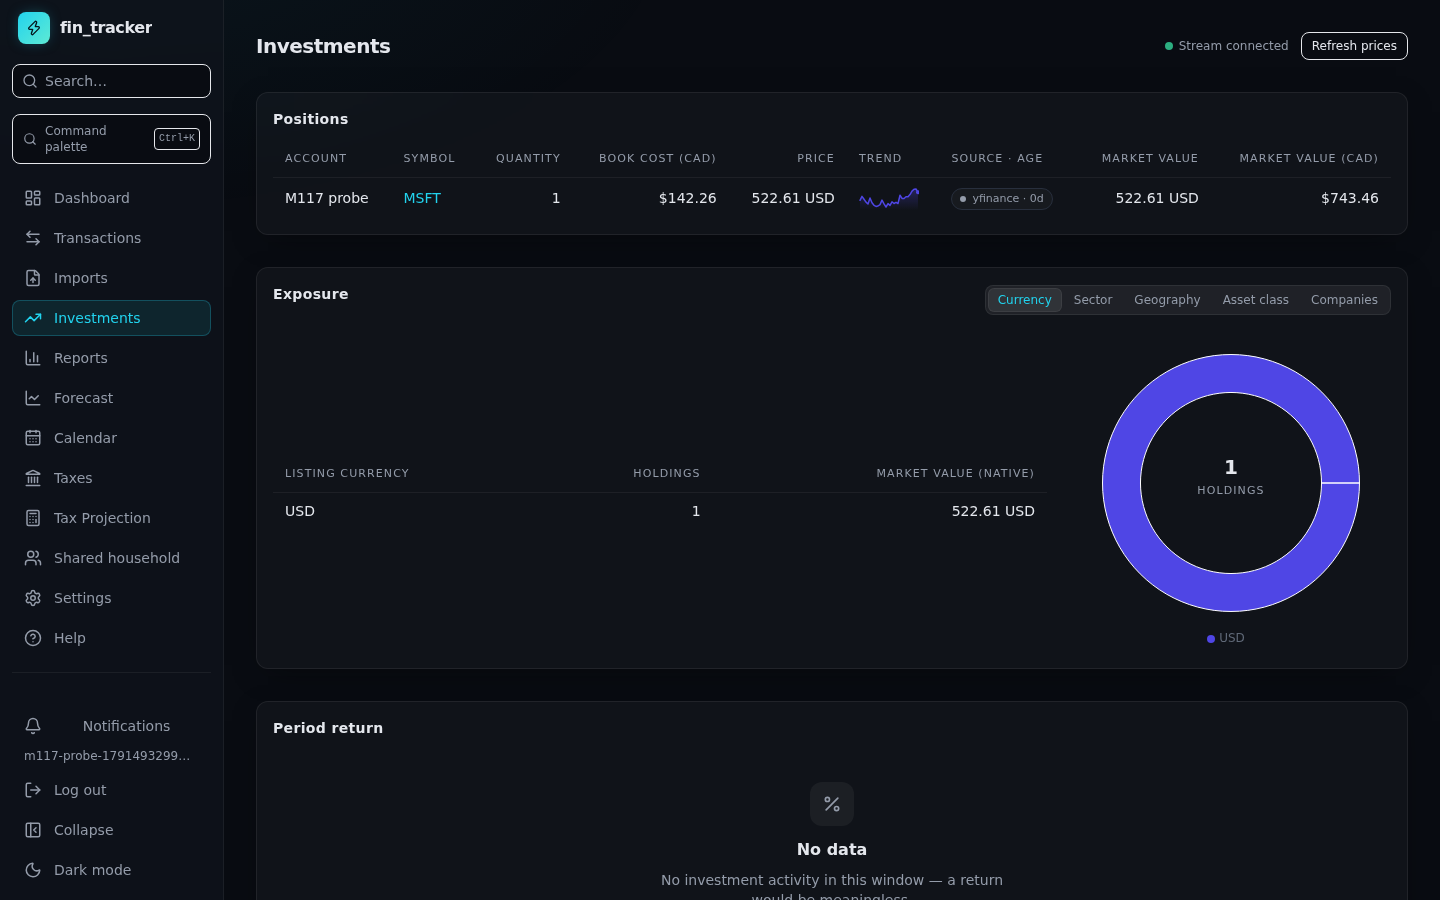 fin_tracker
Search...
Command
palette
Ctrl+K
Dashboard
Transactions
Imports
Investments
Reports
Forecast
Calendar
Taxes
Tax Projection
Shared household
Settings
Help
Notifications
m117-probe-1791493299...
Log out
Collapse
Dark mode
Investments
Stream connected
Refresh prices
Positions
ACCOUNT SYMBOL QUANTITY BOOK COST (CAD) PRICE TREND SOURCE · AGE MARKET VALUE MARKET VALUE (CAD)
M117 probe MSFT 1 $142.26 522.61 USD yfinance · 0d 522.61 USD $743.46
Exposure
Currency Sector Geography Asset class Companies
LISTING CURRENCY HOLDINGS MARKET VALUE (NATIVE)
USD 1 522.61 USD
1
HOLDINGS
USD
Period return
No data
No investment activity in this window — a return
would be meaningless